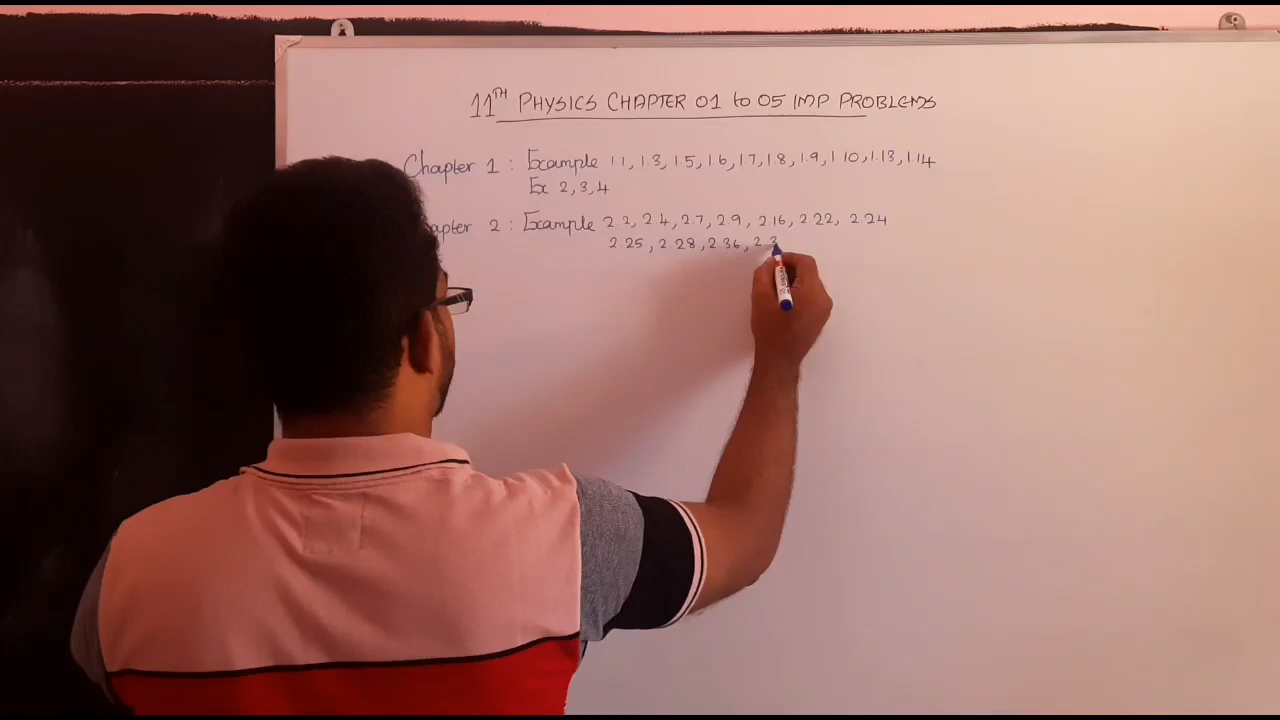 11TH PHYSICS CHAPTER 01 to 05 IMP PROBLEMS
Chapter 1 : Example 1.1, 1.3, 1.5, 1.6, 1.7, 1.8, 1.9, 1.10, 1.13, 1.14
Ex 2, 3, 4
apter 2 : Example 2.2, 2.4, 2.7, 2.9, 2.16, 2.22, 2.24
2.25, 2.28, 2.36, 2.3